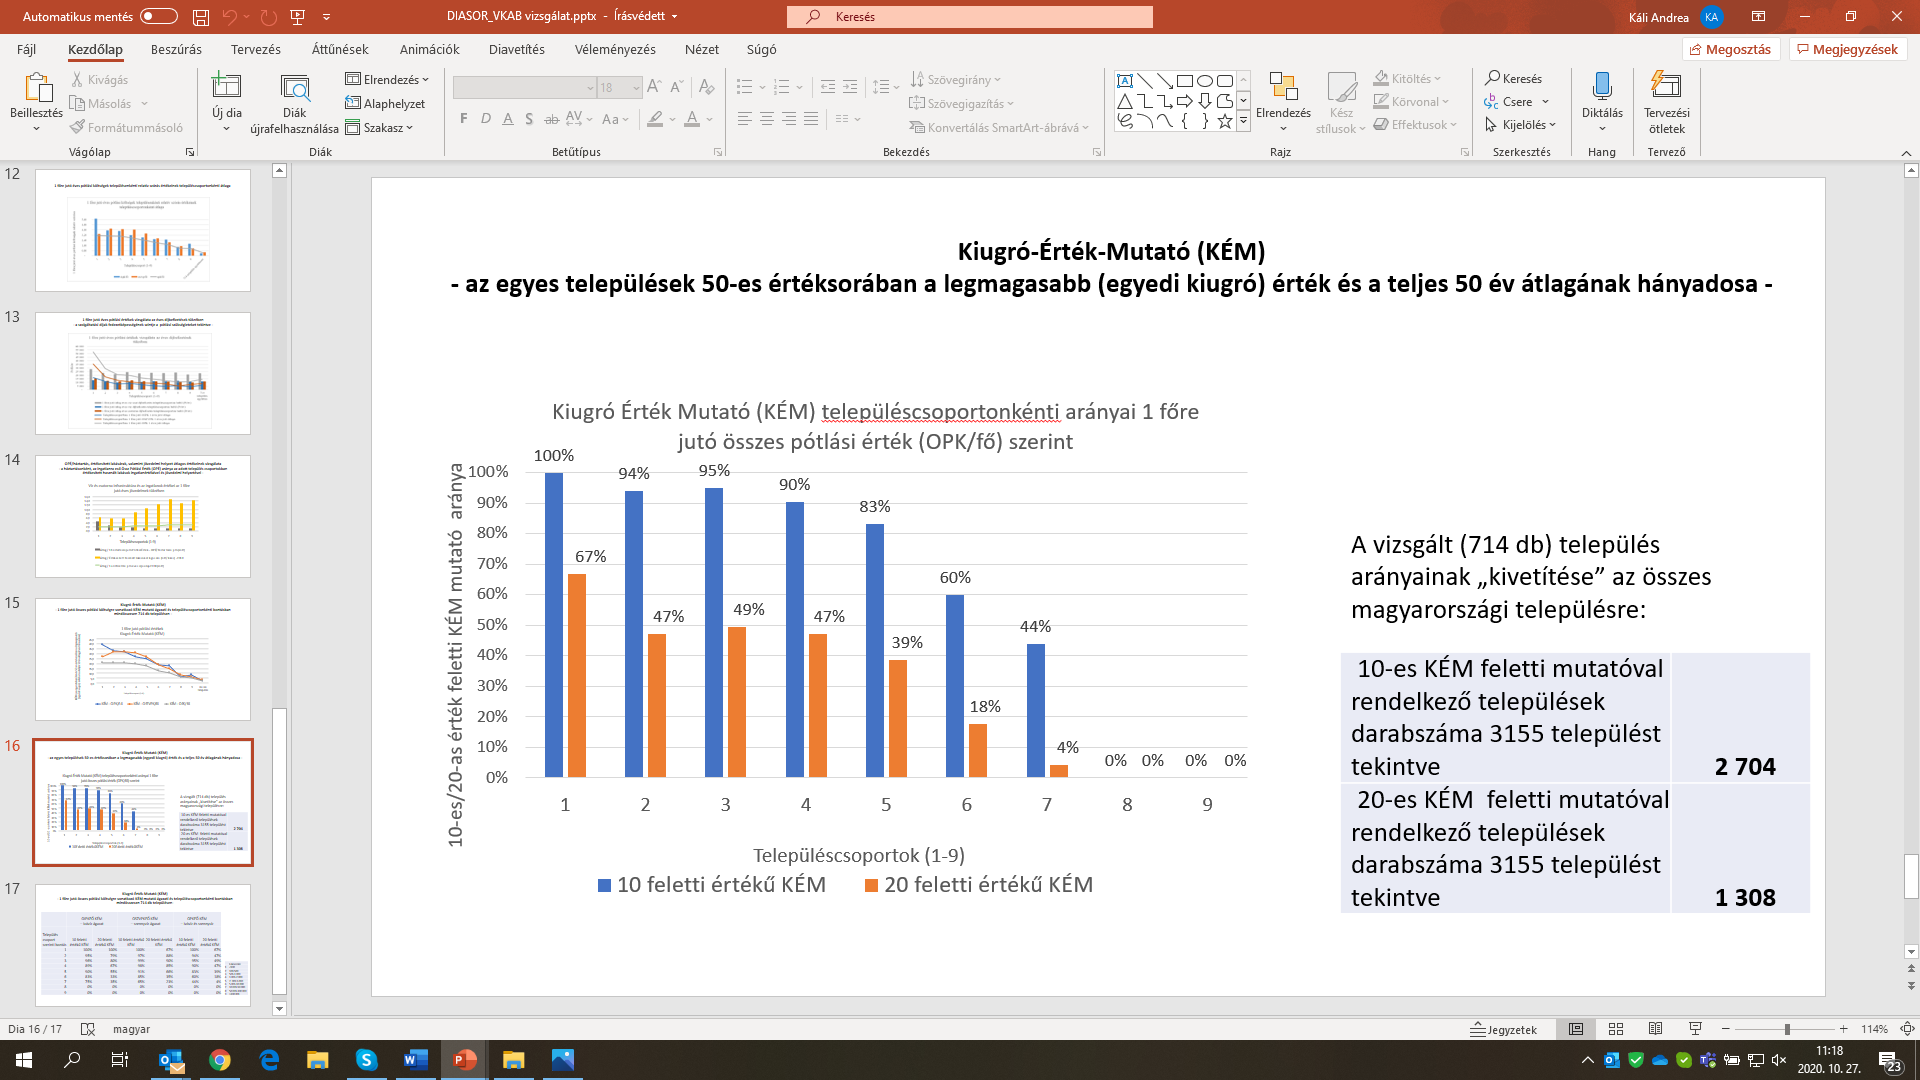 Automatikus mentés
DIASOR_VKAB vizsgálat.pptx - Írásvédett
Keresés
Káli Andrea
KA
Fájl
Kezdőlap
Beszúrás
Tervezés
Áttűnések
Animációk
Diavetítés
Véleményezés
Nézet
Súgó
Megosztás
Megjegyzések
Beillesztés
Kivágás
Másolás
Formátummásoló
Vágólap
Új dia
Diák újrafelhasználása
Elrendezés
Alaphelyzet
Szakasz
Diák
18
F D A S ab AV Aa A
Betűtípus
Szövegirány
Szövegigazítás
Konvertálás SmartArt-ábrává
Bekezdés
Elrendezés
Kész stílusok
Kitöltés
Körvonal
Effektusok
Rajz
Keresés
Csere
Kijelölés
Szerkesztés
Diktálás
Hang
Tervezési ötletek
Tervező
12
13
14
15
16
17
Kiugró-Érték-Mutató (KÉM)
- az egyes települések 50-es értéksorában a legmagasabb (egyedi kiugró) érték és a teljes 50 év átlagának hányadosa -
Kiugró Érték Mutató (KÉM) településcsoportonkénti arányai 1 főre
jutó összes pótlási érték (OPK/fő) szerint
10-es/20-as érték feletti KÉM mutató aránya
100%
90%
80%
70%
60%
50%
40%
30%
20%
10%
0%
100% 94% 95% 90% 83% 60% 44% 0% 0%
67% 47% 49% 47% 39% 18% 4% 0% 0%
1 2 3 4 5 6 7 8 9
Településcsoportok (1-9)
10 feletti értékű KÉM
20 feletti értékű KÉM
A vizsgált (714 db) település
arányainak „kivetítése” az összes
magyarországi településre:
10-es KÉM feletti mutatóval
rendelkező települések
darabszáma 3155 települést
tekintve 2 704
20-es KÉM feletti mutatóval
rendelkező települések
darabszáma 3155 települést
tekintve 1 308
Dia 16 / 17
magyar
Jegyzetek
114%
11:18
2020. 10. 27.
23